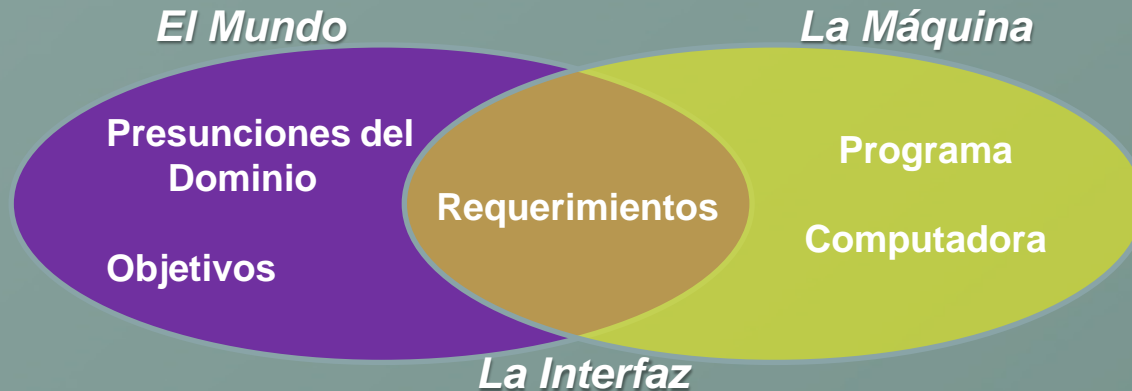 El Mundo
La Máquina
Presunciones del
Dominio
Objetivos
Requerimientos
Programa
Computadora
La Interfaz